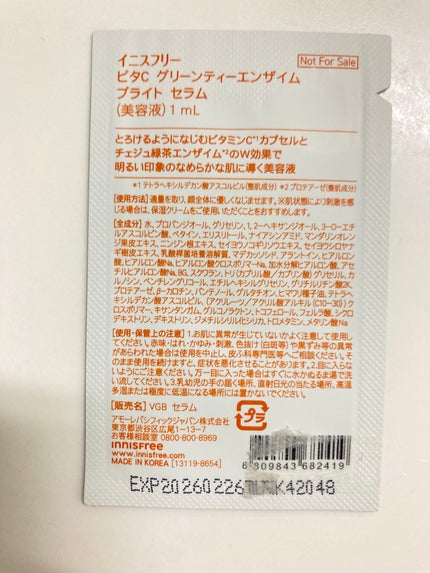 Not For Sale
イニスフリー
ビタC グリーンティーエンザイム
ブライト セラム
(美容液) 1 mL
とろけるようになじむビタミンC*¹カプセルと
チェジュ緑茶エンザイム*²のW効果で
明るい印象のなめらかな肌に導く美容液
*1 テトラヘキシルデカン酸アスコルビル(整肌成分) *2 プロテアーゼ(整肌成分)
[使用方法] 適量を取り、顔全体に優しくなじませます。※肌状態により刺激を感
じる場合は、保湿クリームをご使用いただくことをおすすめします。
[全成分] 水、プロパンジオール、グリセリン、1, 2-ヘキサンジオール、3-O-エチル
アスコルビン酸、ベタイン、エリスリトール、ナイアシンアミド、マンダリンオレン
ジ果皮エキス、ニンジン根エキス、セイヨウノコギリソウエキス、セイヨウシロヤナ
ギ樹皮エキス、乳酸桿菌培養溶解質、マデカッソシド、アラントイン、ヒアルロン
酸、ヒアルロン酸Na、ヒアルロン酸クロスポリマーNa、加水分解ヒアルロン酸、アセ
チルヒアルロン酸Na、BG、スクワラン、トリ(カプリル/カプリン酸)グリセリル、カ
ルノシン、ペンチレングリコール、エチルヘキシルグリセリン、グリチルリチン酸2K、
プロテアーゼ、β-カロチン、パンテノール、グルタチオン、ヒマワリ種子油、テトラヘ
キシルデカン酸アスコルビル、(アクリレーツ/アクリル酸アルキル(C10-30))ク
ロスポリマー、キサンタンガム、グルコノラクトン、トコフェロール、フェルラ酸、シクロ
デキストリン、デキストリン、ジメチルシリル化シリカ、トロメタミン、メタリン酸Na
[使用・保管上の注意] 1.お肌に異常が生じていないかよく注意して使用してく
ださい。赤味・はれ・かゆみ・刺激、色抜け(白斑等)や黒ずみ等の異常
があらわれた場合は使用を中止し、皮ふ科専門医等へご相談ください。そ
のまま使用を続けますと、症状を悪化させることがあります。2.目に入らな
いようご注意ください。万一目に入った場合はすぐに水かぬるま湯で洗
い流してください。3.乳幼児の手の届く場所、直射日光の当たる場所、高温
多湿または極度に低温になる場所には置かないでください。
[販売名] VGB セラム
アモーレパシフィックジャパン株式会社
東京都渋谷区広尾1-13-7
お客様相談室 0800-800-8969
innisfree
www.innisfree.com
MADE IN KOREA [13119-8654]
プラ
8 809843 682419
EXP20260226
K42048